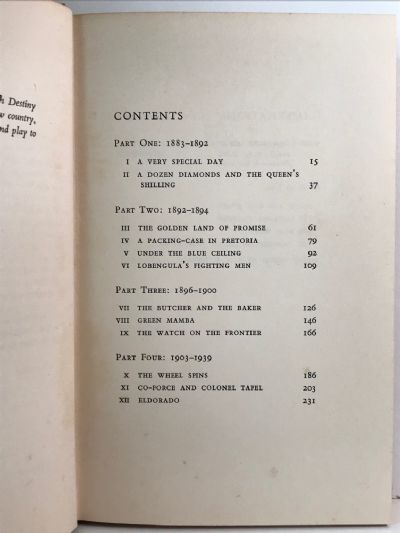 h Destiny
w country,
nd play to
CONTENTS
PART ONE: 1883–1892
I A VERY SPECIAL DAY 15
II A DOZEN DIAMONDS AND THE QUEEN'S
SHILLING 37
PART TWO: 1892–1894
III THE GOLDEN LAND OF PROMISE 61
IV A PACKING-CASE IN PRETORIA 79
V UNDER THE BLUE CEILING 92
VI LOBENGULA'S FIGHTING MEN 109
PART THREE: 1896–1900
VII THE BUTCHER AND THE BAKER 126
VIII GREEN MAMBA 146
IX THE WATCH ON THE FRONTIER 166
PART FOUR: 1903–1939
X THE WHEEL SPINS 186
XI CO-FORCE AND COLONEL TAPEL 203
XII ELDORADO 231